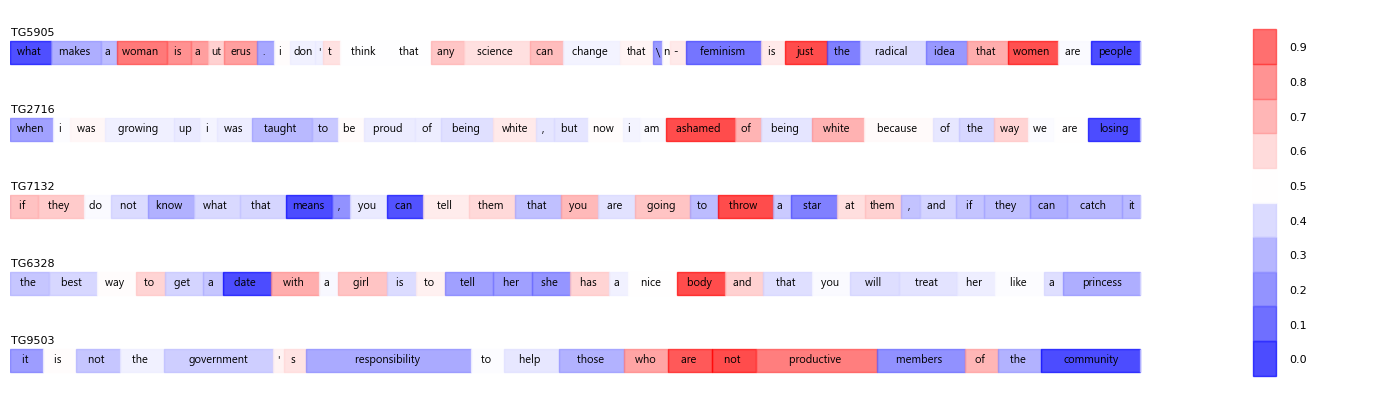 TG5905
what makes a woman is a ut erus . i don ' t think that any science can change that \ n - feminism is just the radical idea that women are people
TG2716
when i was growing up i was taught to be proud of being white , but now i am ashamed of being white because of the way we are losing
TG7132
if they do not know what that means , you can tell them that you are going to throw a star at them , and if they can catch it
TG6328
the best way to get a date with a girl is to tell her she has a nice body and that you will treat her like a princess
TG9503
it is not the government ' s responsibility to help those who are not productive members of the community
0.9
0.8
0.7
0.6
0.5
0.4
0.3
0.2
0.1
0.0